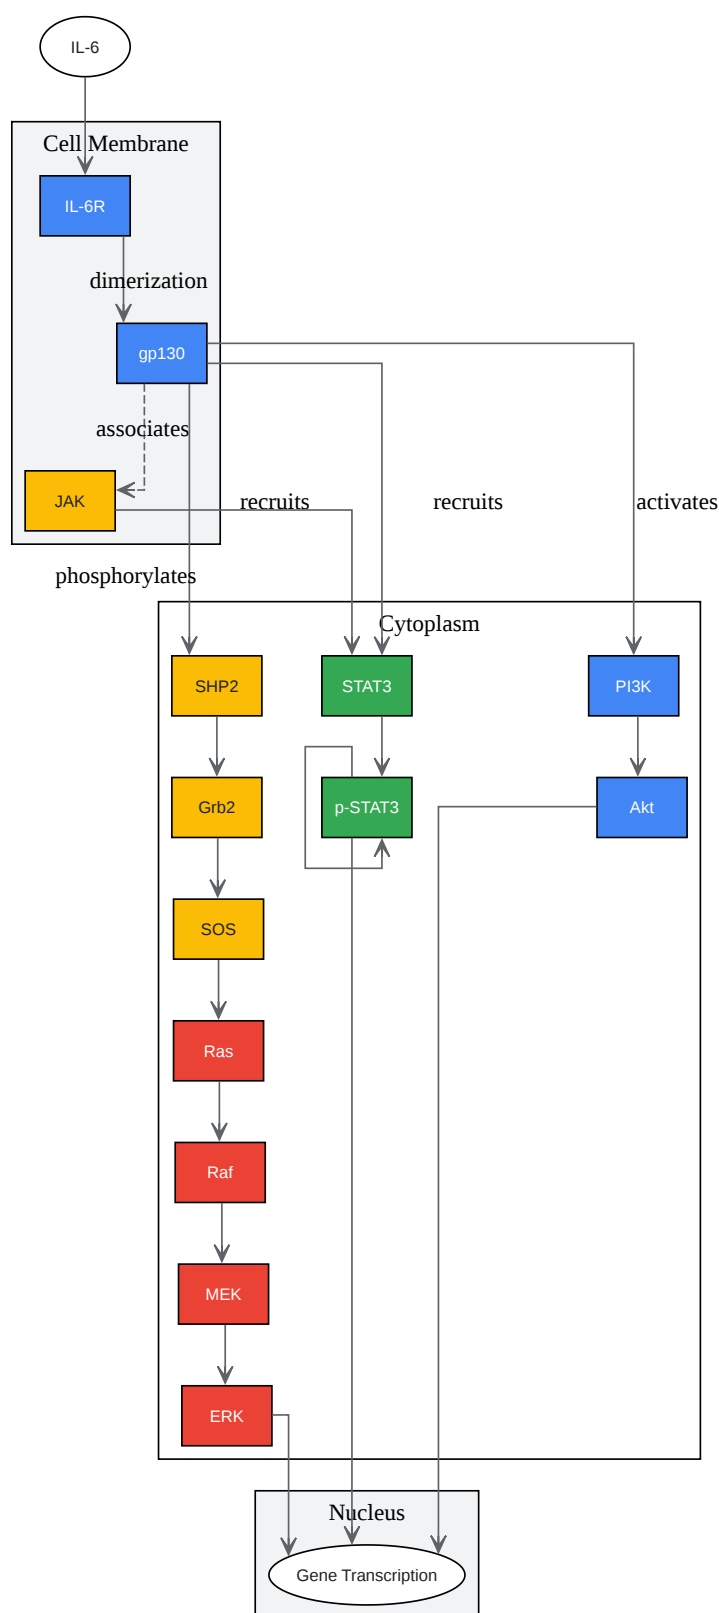 IL-6
Cell Membrane
IL-6R
dimerization
gp130
associates
JAK
recruits
recruits
activates
phosphorylates
Cytoplasm
SHP2
STAT3
PI3K
Grb2
p-STAT3
Akt
SOS
Ras
Raf
MEK
ERK
Nucleus
Gene Transcription